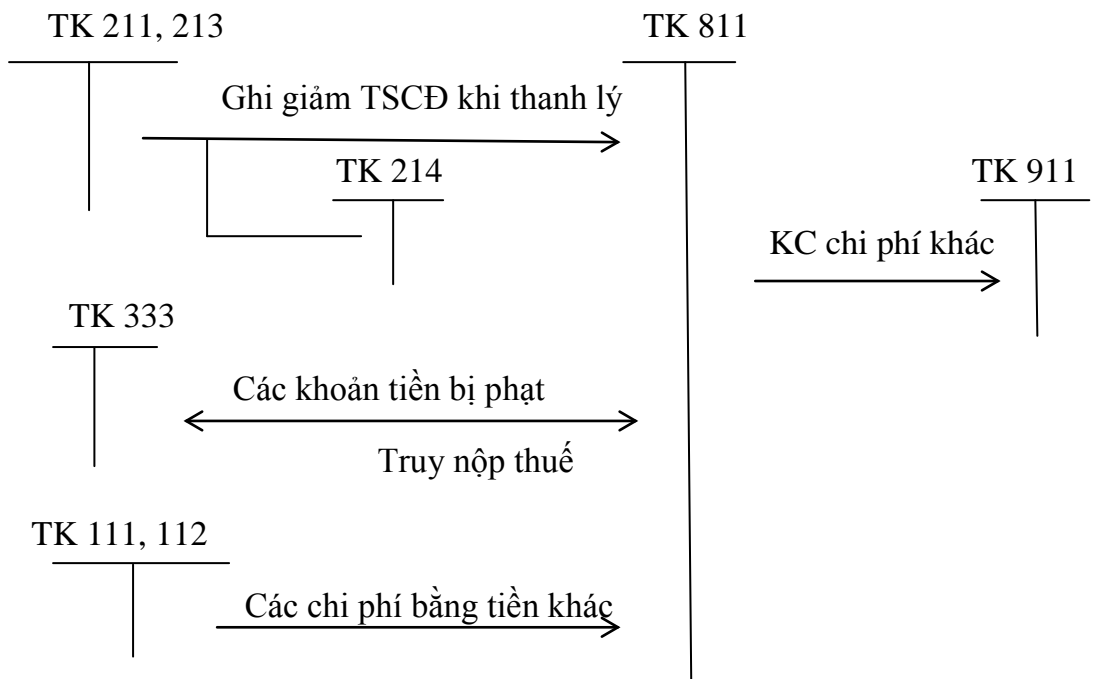 TK 211, 213
TK 811
Ghi giảm TSCĐ khi thanh lý
TK 214
TK 911
KC chi phí khác
TK 333
Các khoản tiền bị phạt
Truy nộp thuế
TK 111, 112
Các chi phí bằng tiền khác